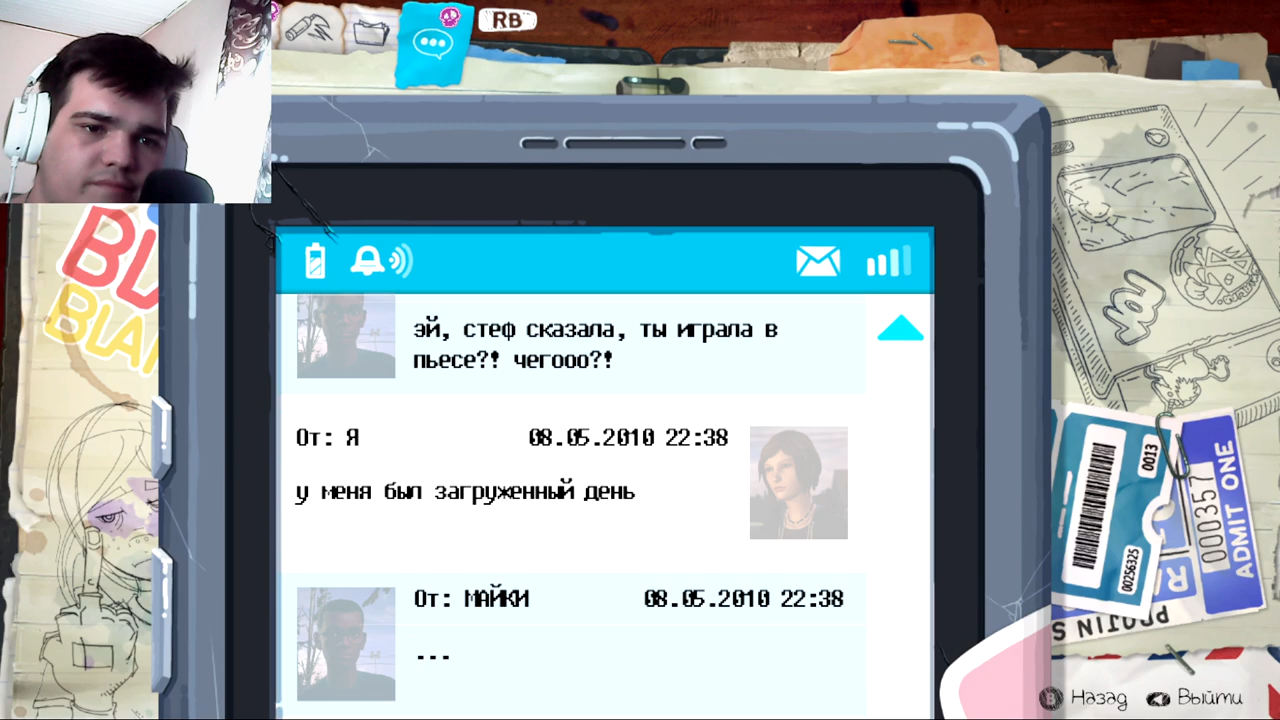 RB
эй, стеф сказала, ты играла в
пьесе?! чегооо?!
От: Я 08.05.2010 22:38
у меня был загруженный день
От: МАЙКИ 08.05.2010 22:38
...
0013
00256325
000357
ADMIT ONE
Назад
Выйти